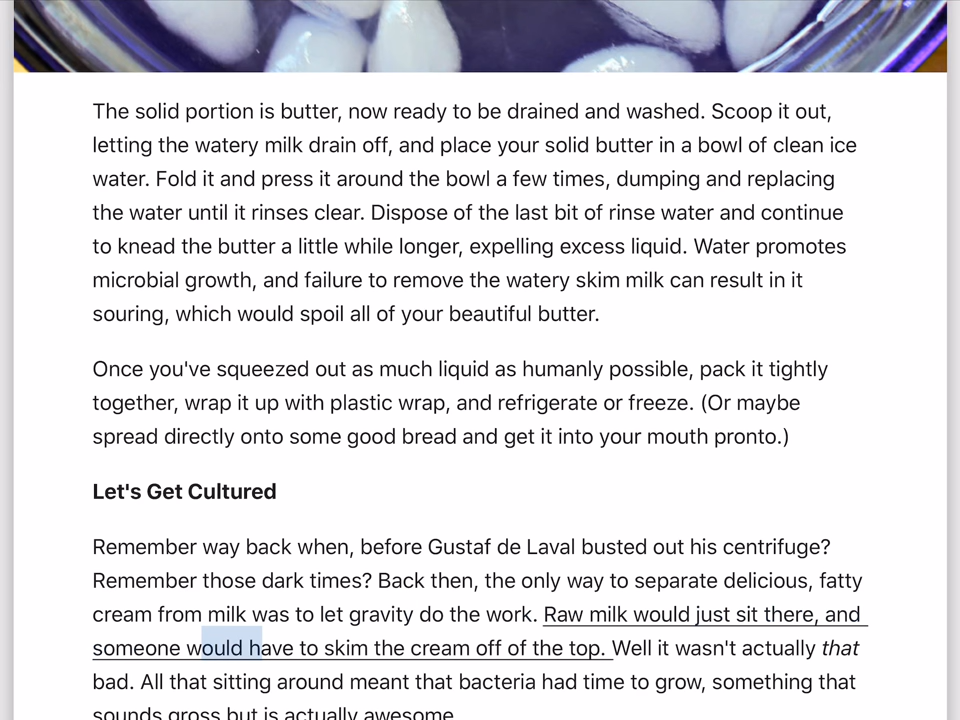 The solid portion is butter, now ready to be drained and washed. Scoop it out,
letting the watery milk drain off, and place your solid butter in a bowl of clean ice
water. Fold it and press it around the bowl a few times, dumping and replacing
the water until it rinses clear. Dispose of the last bit of rinse water and continue
to knead the butter a little while longer, expelling excess liquid. Water promotes
microbial growth, and failure to remove the watery skim milk can result in it
souring, which would spoil all of your beautiful butter.
Once you've squeezed out as much liquid as humanly possible, pack it tightly
together, wrap it up with plastic wrap, and refrigerate or freeze. (Or maybe
spread directly onto some good bread and get it into your mouth pronto.)
Let's Get Cultured
Remember way back when, before Gustaf de Laval busted out his centrifuge?
Remember those dark times? Back then, the only way to separate delicious, fatty
cream from milk was to let gravity do the work. Raw milk would just sit there, and
someone would have to skim the cream off of the top. Well it wasn't actually that
bad. All that sitting around meant that bacteria had time to grow, something that
sounds gross but is actually awesome.